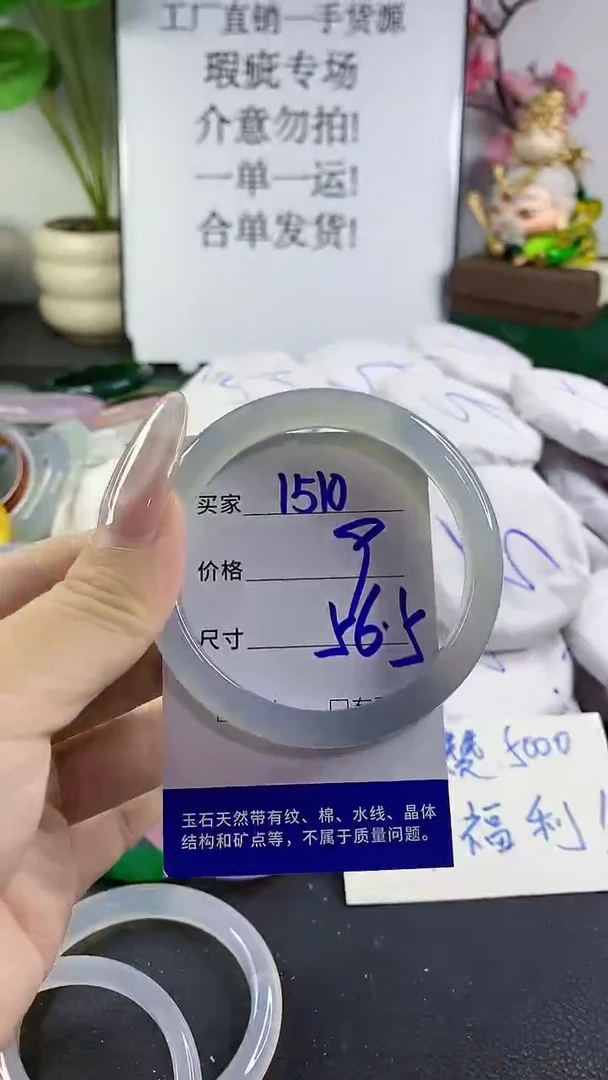 工厂直销一手货源
瑕疵专场
介意勿拍!
一单一运!
合单发货!
买家 1510
价格
尺寸 56.5
玉石天然带有纹、棉、水线、晶体
结构和矿点等，不属于质量问题。
赞 5000
福利!